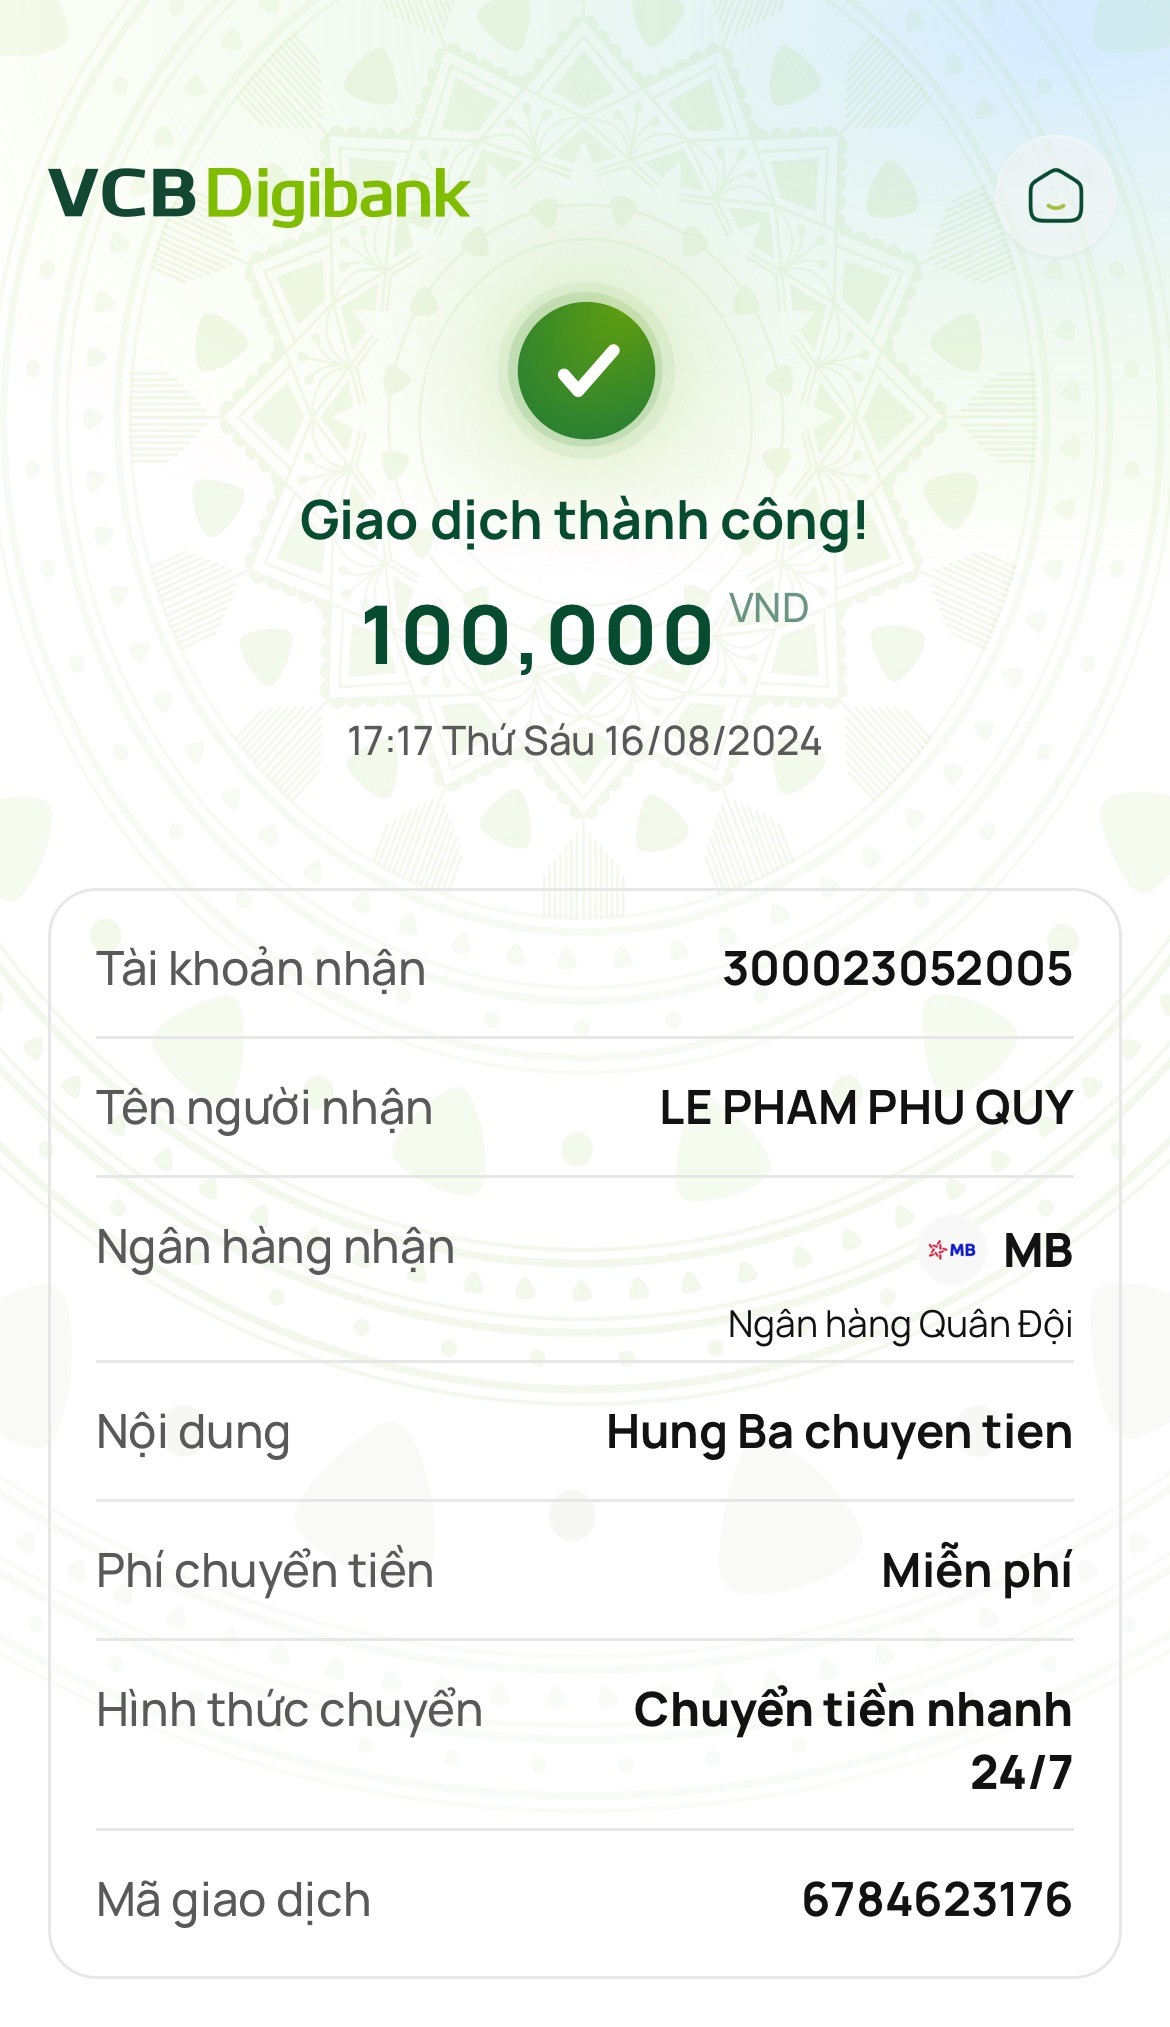 VCB Digibank
Giao dịch thành công!
100,000 VND
17:17 Thứ Sáu 16/08/2024
Tài khoản nhận 300023052005
Tên người nhận LE PHAM PHU QUY
Ngân hàng nhận MB MB
Ngân hàng Quân Đội
Nội dung Hung Ba chuyen tien
Phí chuyển tiền Miễn phí
Hình thức chuyển Chuyển tiền nhanh
24/7
Mã giao dịch 6784623176